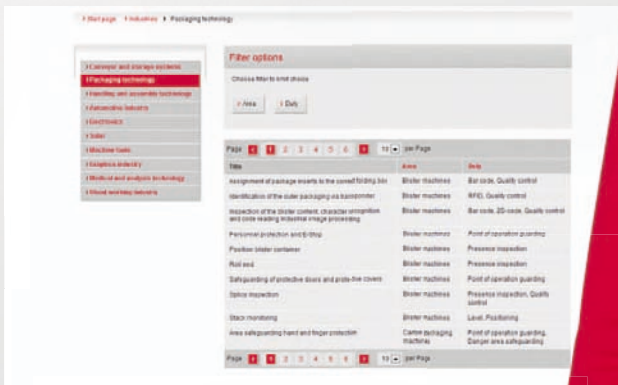 Start page Industries Packaging technology
Conveyor and storage systems
Packaging technology
Handling and assembly technology
Automotive industry
Electronics
Solar
Machine tools
Graphics industry
Medical and analysis technology
Wood working industry
Filter options
Choose filter to limit choice
Area Duty
Page 1 2 3 4 5 6 10 per Page
Title Area Duty
Assignment of package inserts to the correct folding box Blister machines Bar code, Quality control
Identification of the outer packaging via transponder Blister machines RFID, Quality control
Inspection of the blister content, character recognition Blister machines Bar code, 2D-code, Quality control
and code reading industrial image processing
Personnel protection and E-Stop Blister machines Point of operation guarding
Position blister container Blister machines Presence inspection
Roll end Blister machines Presence inspection
Safeguarding of protective doors and protective covers Blister machines Point of operation guarding
Splice inspection Blister machines Presence inspection, Quality
control
Stack monitoring Blister machines Level, Positioning
Area safeguarding hand and finger protection Carton packaging Point of operation guarding,
machines Danger area safeguarding
Page 1 2 3 4 5 6 10 per Page